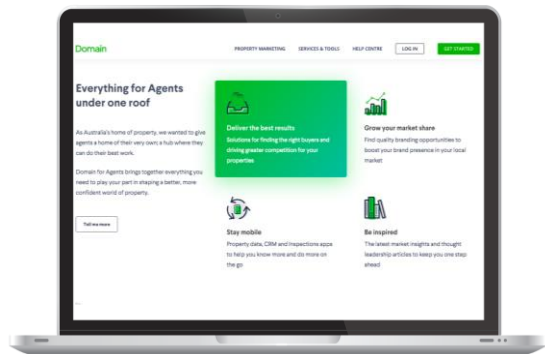 Domain
PROPERTY MARKETING
SERVICES & TOOLS
HELP CENTRE
LOG IN
GET STARTED
Everything for Agents
under one roof
As Australia's home of property, we wanted to give
agents a home of their very own; a hub where they
can do their best work.
Domain for Agents brings together everything you
need to play your part in shaping a better, more
confident world of property.
Tell me more
Deliver the best results
Solutions for finding the right buyers and
driving greater competition for your
properties
Grow your market share
Find quality branding opportunities to
boost your brand presence in your local
market
Stay mobile
Property data, CRM and Inspections apps
to help you know more and do more on
the go
Be inspired
The latest market insights and thought
leadership articles to keep you one step
ahead